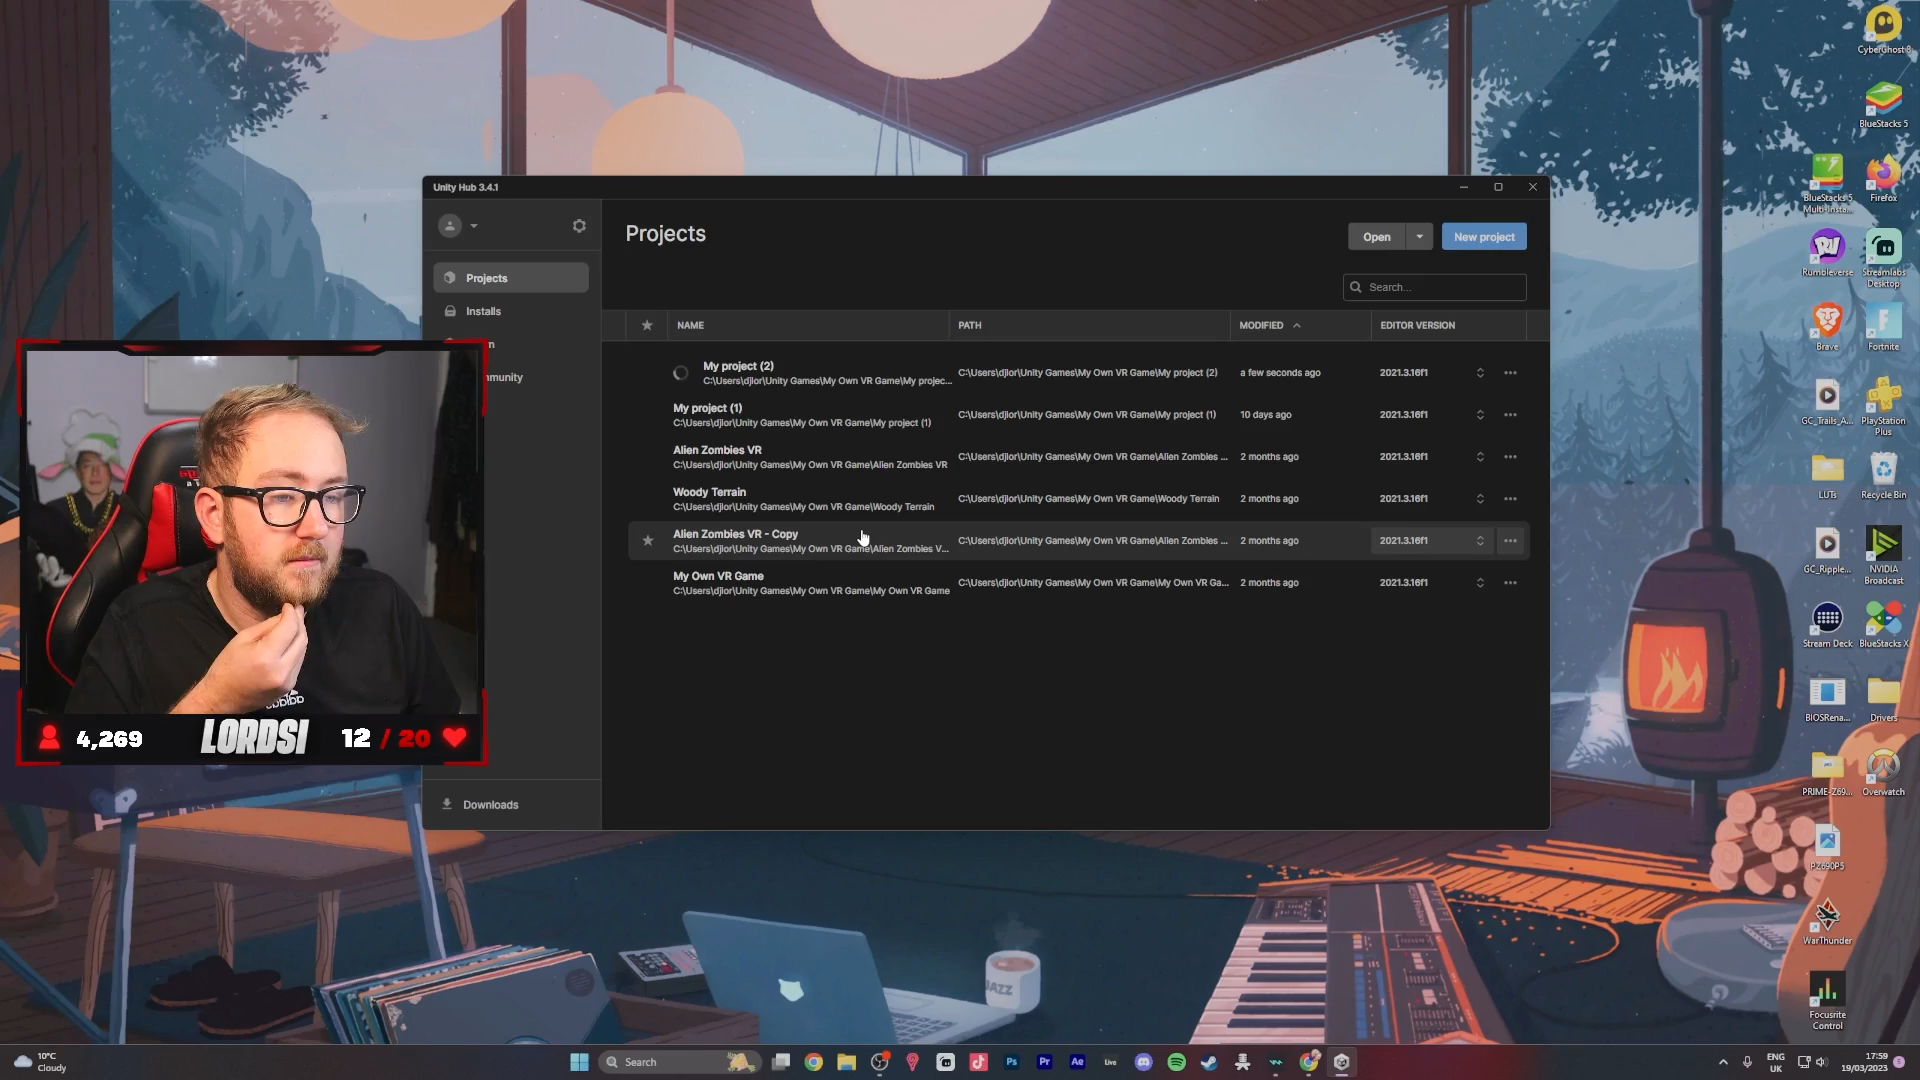 Unity Hub 3.4.1
Projects
Open
New project
Search...
Projects
Installs
NAME
PATH
MODIFIED
EDITOR VERSION
My project (2)
C:\Users\djlor\Unity Games\My Own VR Game\My projec...
C:\Users\djlor\Unity Games\My Own VR Game\My project (2)
a few seconds ago
2021.3.16f1
My project (1)
C:\Users\djlor\Unity Games\My Own VR Game\My project (1)
C:\Users\djlor\Unity Games\My Own VR Game\My project (1)
10 days ago
2021.3.16f1
Alien Zombies VR
C:\Users\djlor\Unity Games\My Own VR Game\Alien Zombies VR
C:\Users\djlor\Unity Games\My Own VR Game\Alien Zombies ...
2 months ago
2021.3.16f1
Woody Terrain
C:\Users\djlor\Unity Games\My Own VR Game\Woody Terrain
C:\Users\djlor\Unity Games\My Own VR Game\Woody Terrain
2 months ago
2021.3.16f1
Alien Zombies VR - Copy
C:\Users\djlor\Unity Games\My Own VR Game\Alien Zombies V...
C:\Users\djlor\Unity Games\My Own VR Game\Alien Zombies ...
2 months ago
2021.3.16f1
My Own VR Game
C:\Users\djlor\Unity Games\My Own VR Game\My Own VR Game
C:\Users\djlor\Unity Games\My Own VR Game\My Own VR Ga...
2 months ago
2021.3.16f1
Downloads
adidas
4,269
LORDSI
12 / 20
JAZZ
CyberGhost 8
BlueStacks 5
BlueStacks 5
Multi-Insta...
Firefox
Rumbleverse
Streamlabs
Desktop
Brave
Fortnite
GC_Trails_A...
PlayStation
Plus
LUTs
Recycle Bin
GC_Ripple...
NVIDIA
Broadcast
Stream Deck
BlueStacks X
BIOSRena...
Drivers
PRIME-Z69...
Overwatch
PZ690P5
WarThunder
Focusrite
Control
10°C
Cloudy
Search
Ps
Pr
Ae
Live
ENG
UK
17:59
19/03/2023